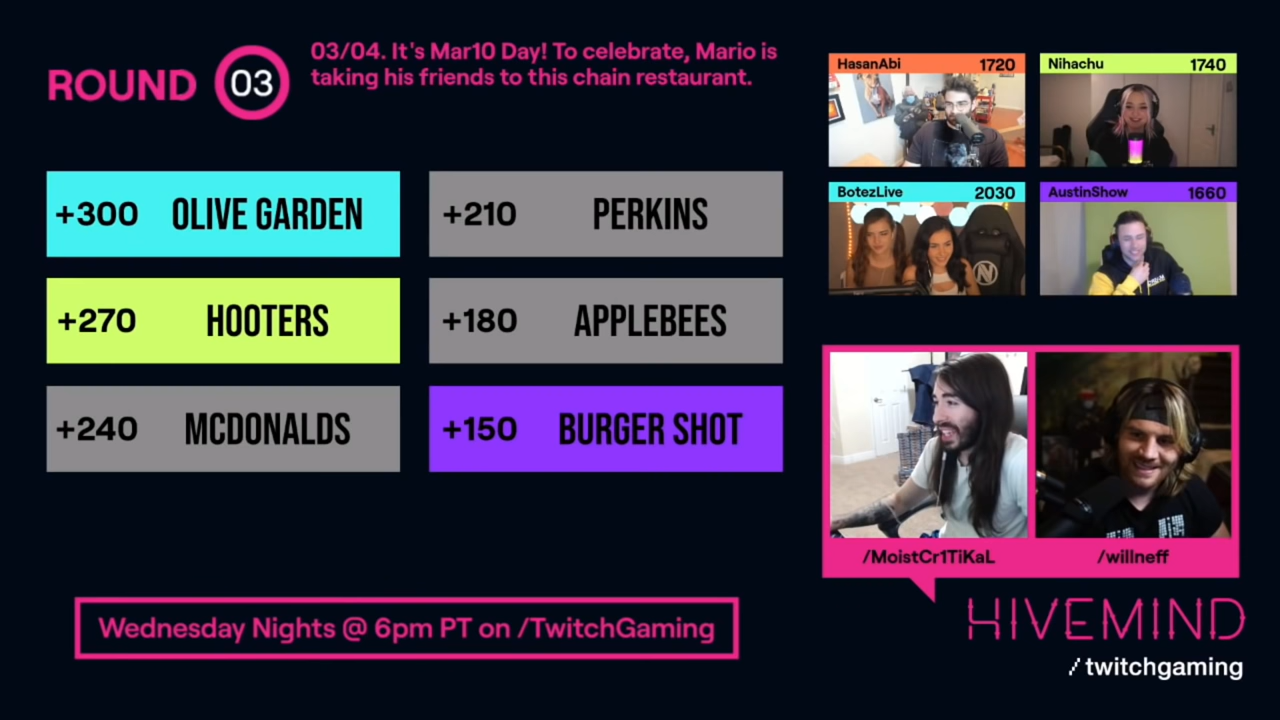 ROUND 03
03/04. It's Mar10 Day! To celebrate, Mario is
taking his friends to this chain restaurant.
+300 OLIVE GARDEN
+210 PERKINS
+270 HOOTERS
+180 APPLEBEES
+240 MCDONALDS
+150 BURGER SHOT
Wednesday Nights @ 6pm PT on /TwitchGaming
HasanAbi 1720
Nihachu 1740
BotezLive 2030
AustinShow 1660
/MoistCr1TiKaL
/willneff
HIVEMIND
/twitchgaming